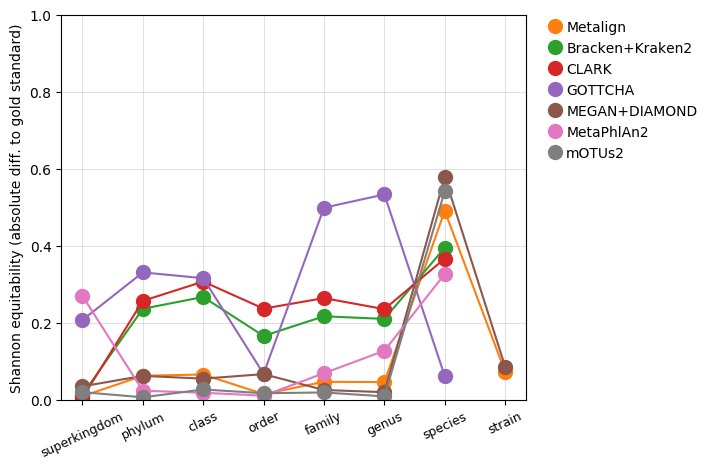 Shannon equitability (absolute diff. to gold standard)
1.0
0.8
0.6
0.4
0.2
0.0
superkingdom
phylum
class
order
family
genus
species
strain
Metalign
Bracken+Kraken2
CLARK
GOTTCHA
MEGAN+DIAMOND
MetaPhlAn2
mOTUs2